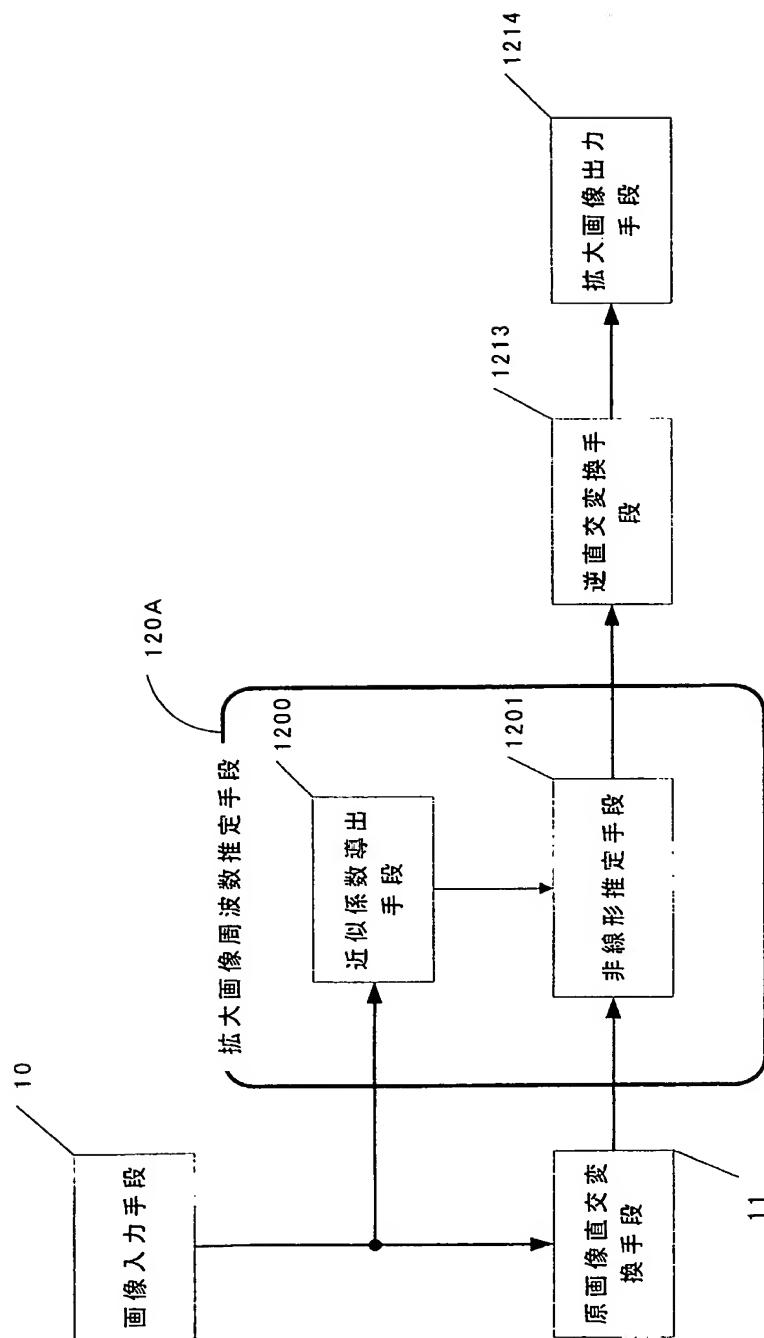 10
画像入力手段
原画像直交変
換手段
11
120A
拡大画像周波数推定手段
1200
近似係数導出
手段
1201
非線形推定手段
1213
逆直交変換手
段
1214
拡大画像出力
手段